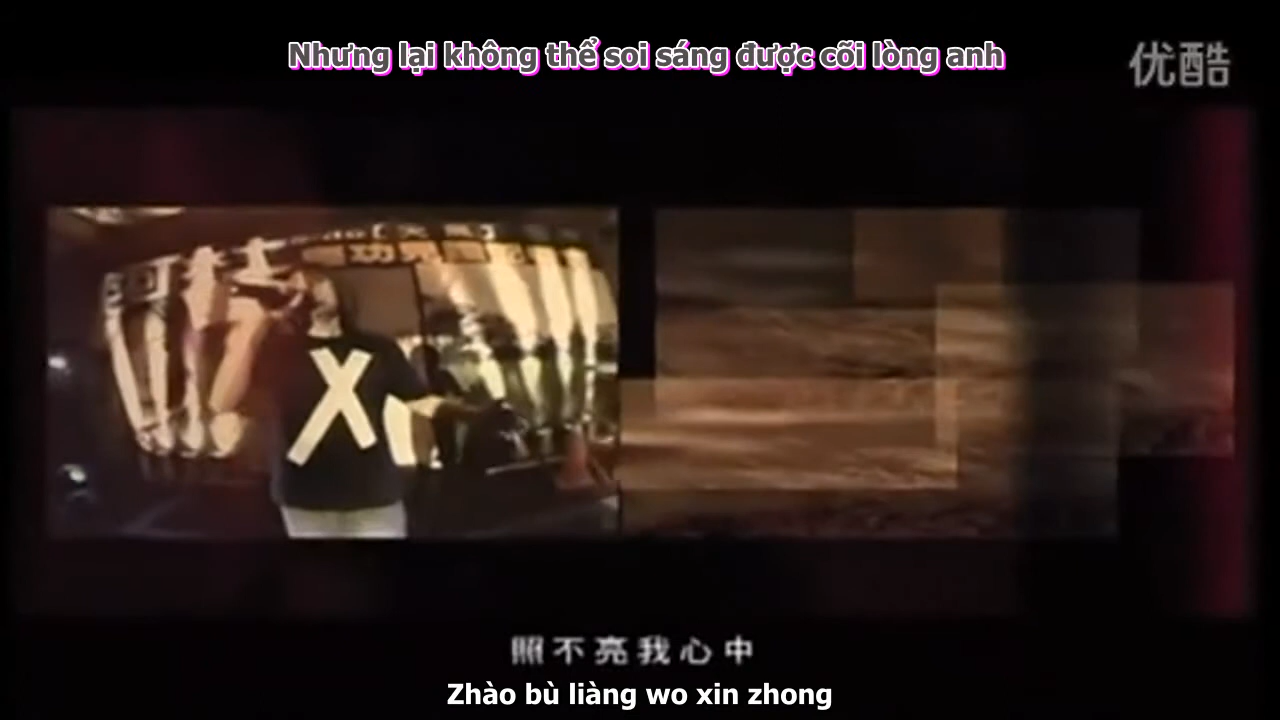 Nhưng lại không thể soi sáng được cõi lòng anh
优酷
X
照不亮我心中
Zhào bù liàng wo xin zhong